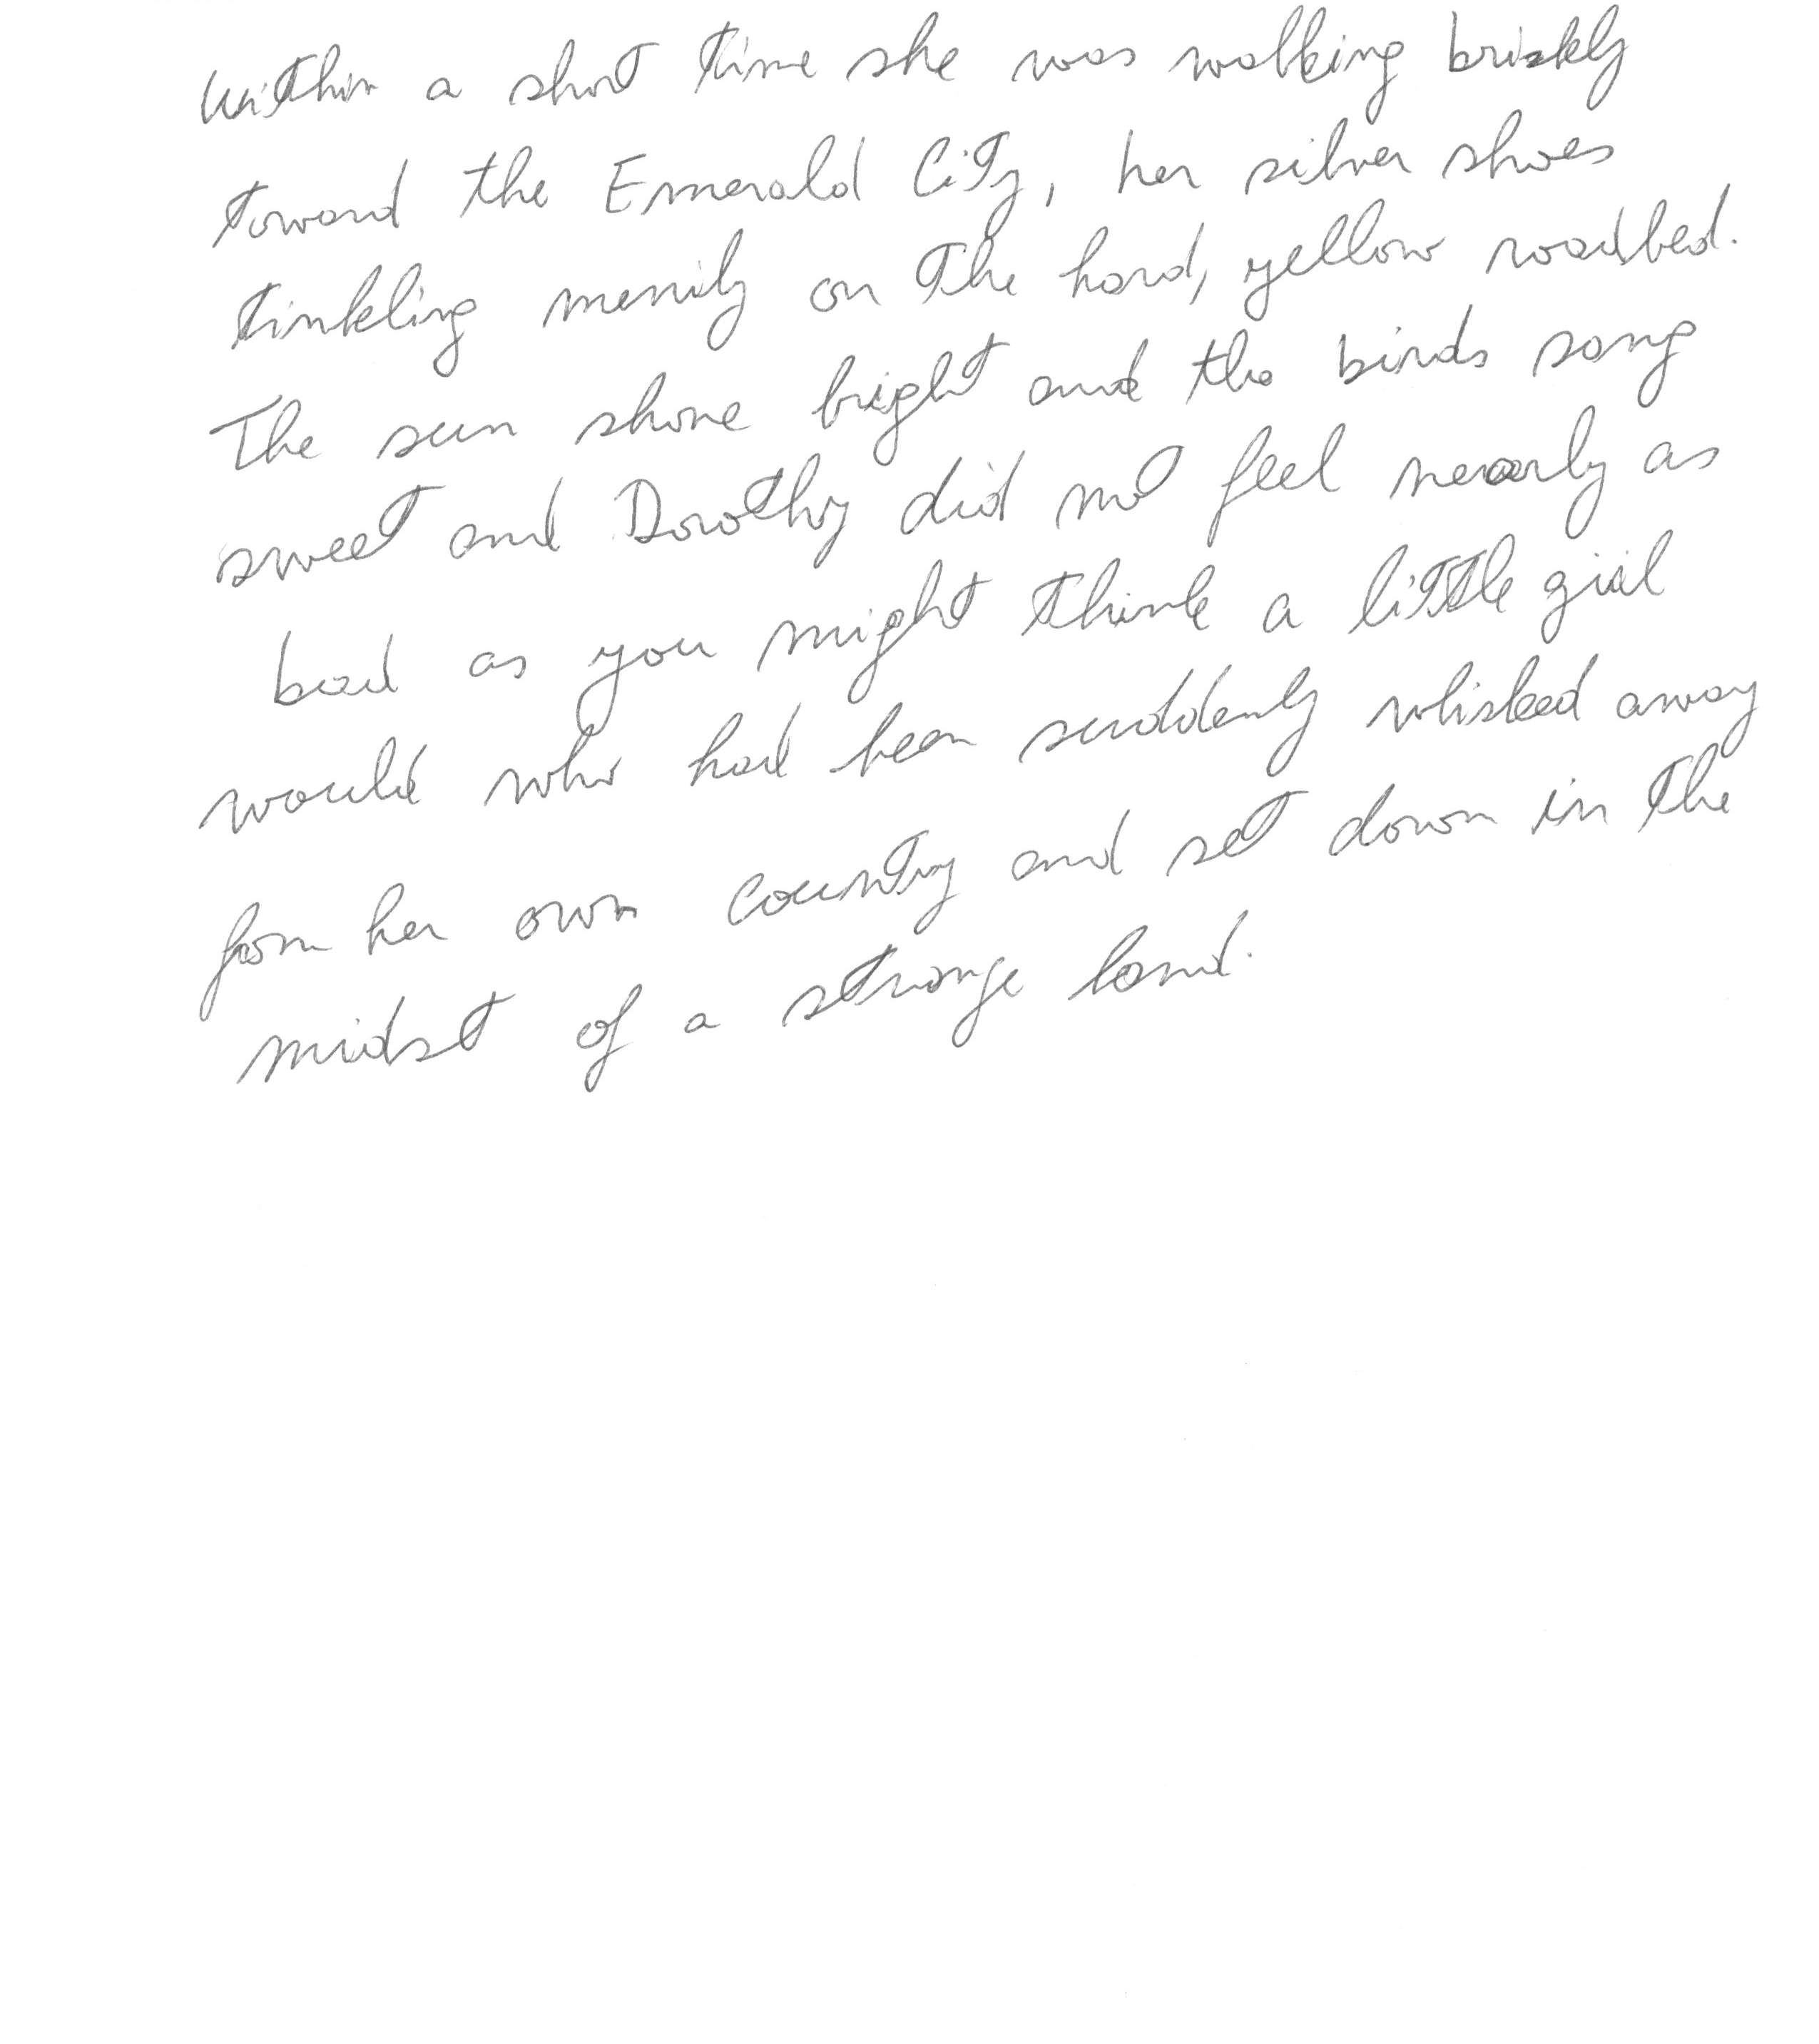 Within a short time she was walking briskly
toward the Emerald City, her silver shoes
tinkling merrily on the hard, yellow roadbed.
The sun shone bright and the birds sang
sweet and Dorothy did not feel nearly as
bad as you might think a little girl
would who had been suddenly whisked away
from her own country and set down in the
midst of a strange land.